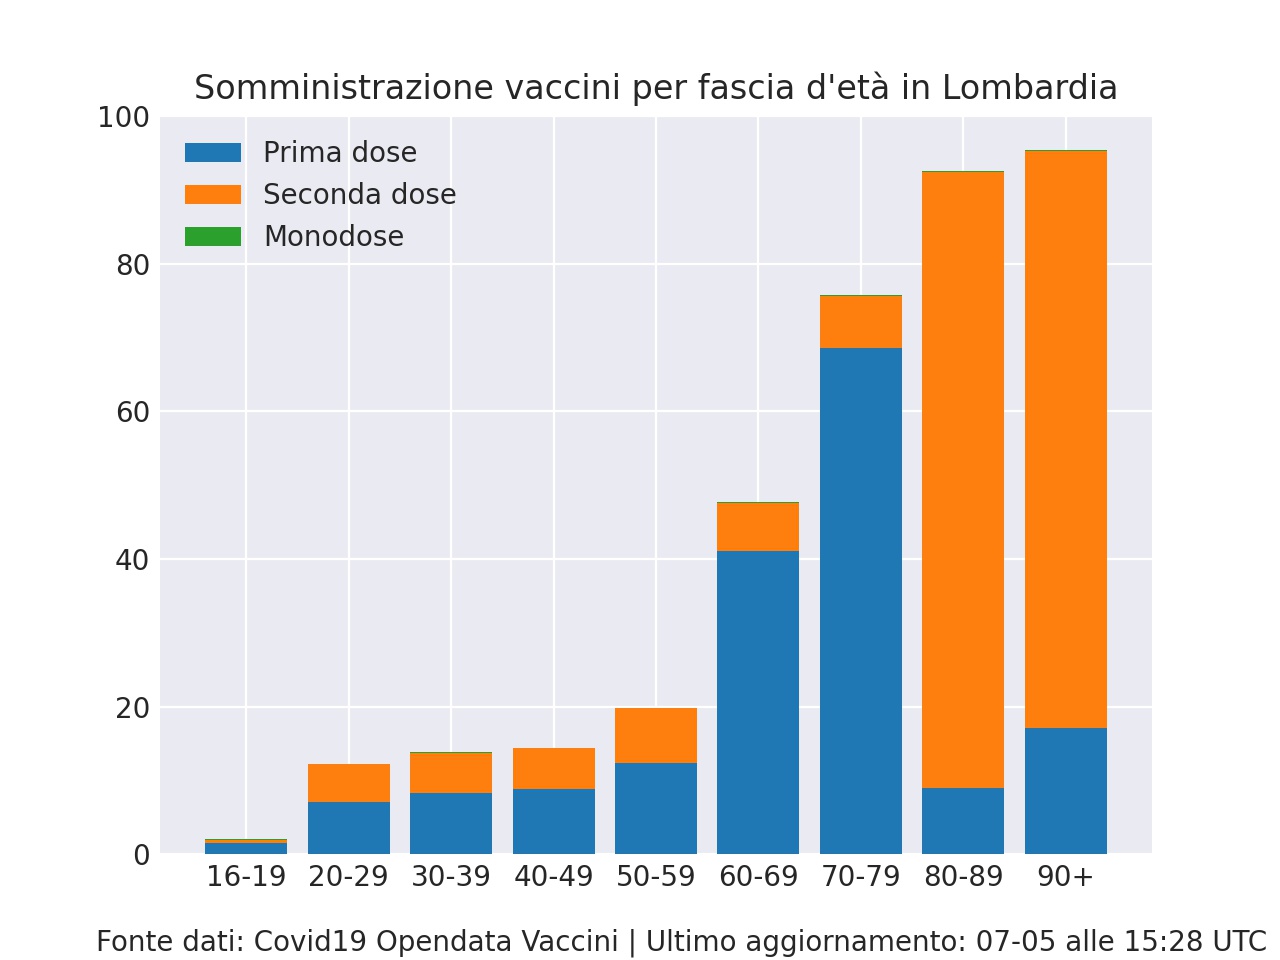 Somministrazione vaccini per fascia d'età in Lombardia
100
Prima dose
Seconda dose
Monodose
80
60
40
20
0
16-19 20-29 30-39 40-49 50-59 60-69 70-79 80-89 90+
Fonte dati: Covid19 Opendata Vaccini | Ultimo aggiornamento: 07-05 alle 15:28 UTC